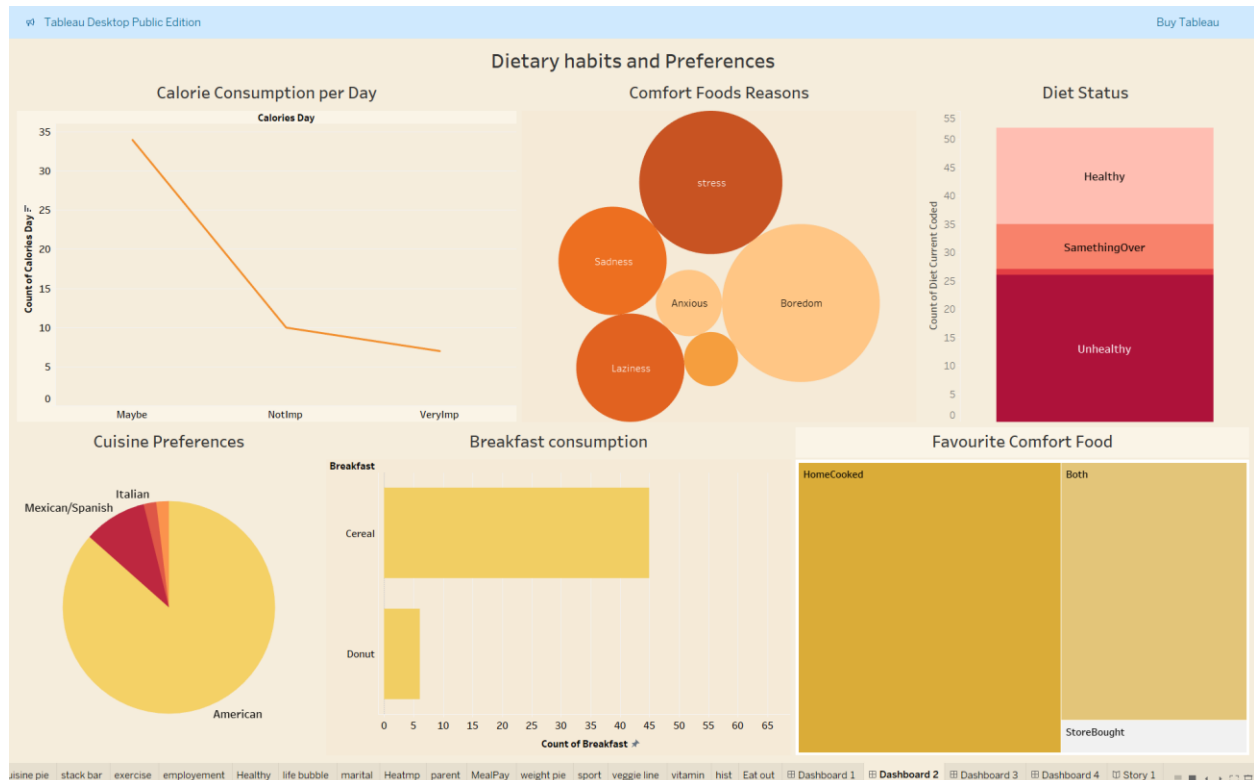 Tableau Desktop Public Edition
Buy Tableau
Dietary habits and Preferences
Calorie Consumption per Day
Calories Day
35
30
25
20
15
10
5
0
Count of Calories Day
Maybe NotImp VeryImp
Comfort Foods Reasons
stress
Sadness
Anxious
Boredom
Laziness
Diet Status
55
50
45
40
35
30
25
20
15
10
5
0
Count of Diet Current Coded
Healthy
SamethingOver
Unhealthy
Cuisine Preferences
Italian
Mexican/Spanish
American
Breakfast consumption
Breakfast
Cereal
Donut
0 5 10 15 20 25 30 35 40 45 50 55 60 65
Count of Breakfast
Favourite Comfort Food
HomeCooked
Both
StoreBought
uisine pie stack bar exercise employement Healthy life bubble marital Heatmp parent MealPay weight pie sport veggie line vitamin hist Eat out Dashboard 1 Dashboard 2 Dashboard 3 Dashboard 4 Story 1